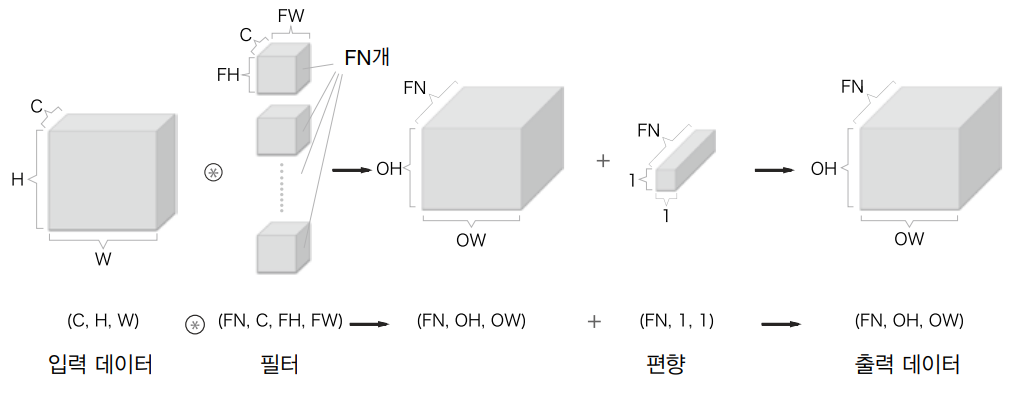 C
H
W
C
FW
FH
FN개
FN
OH
OW
+
FN
1
1
FN
OH
OW
(C, H, W) ⊛ (FN, C, FH, FW) → (FN, OH, OW) + (FN, 1, 1) → (FN, OH, OW)
입력 데이터 필터 편향 출력 데이터